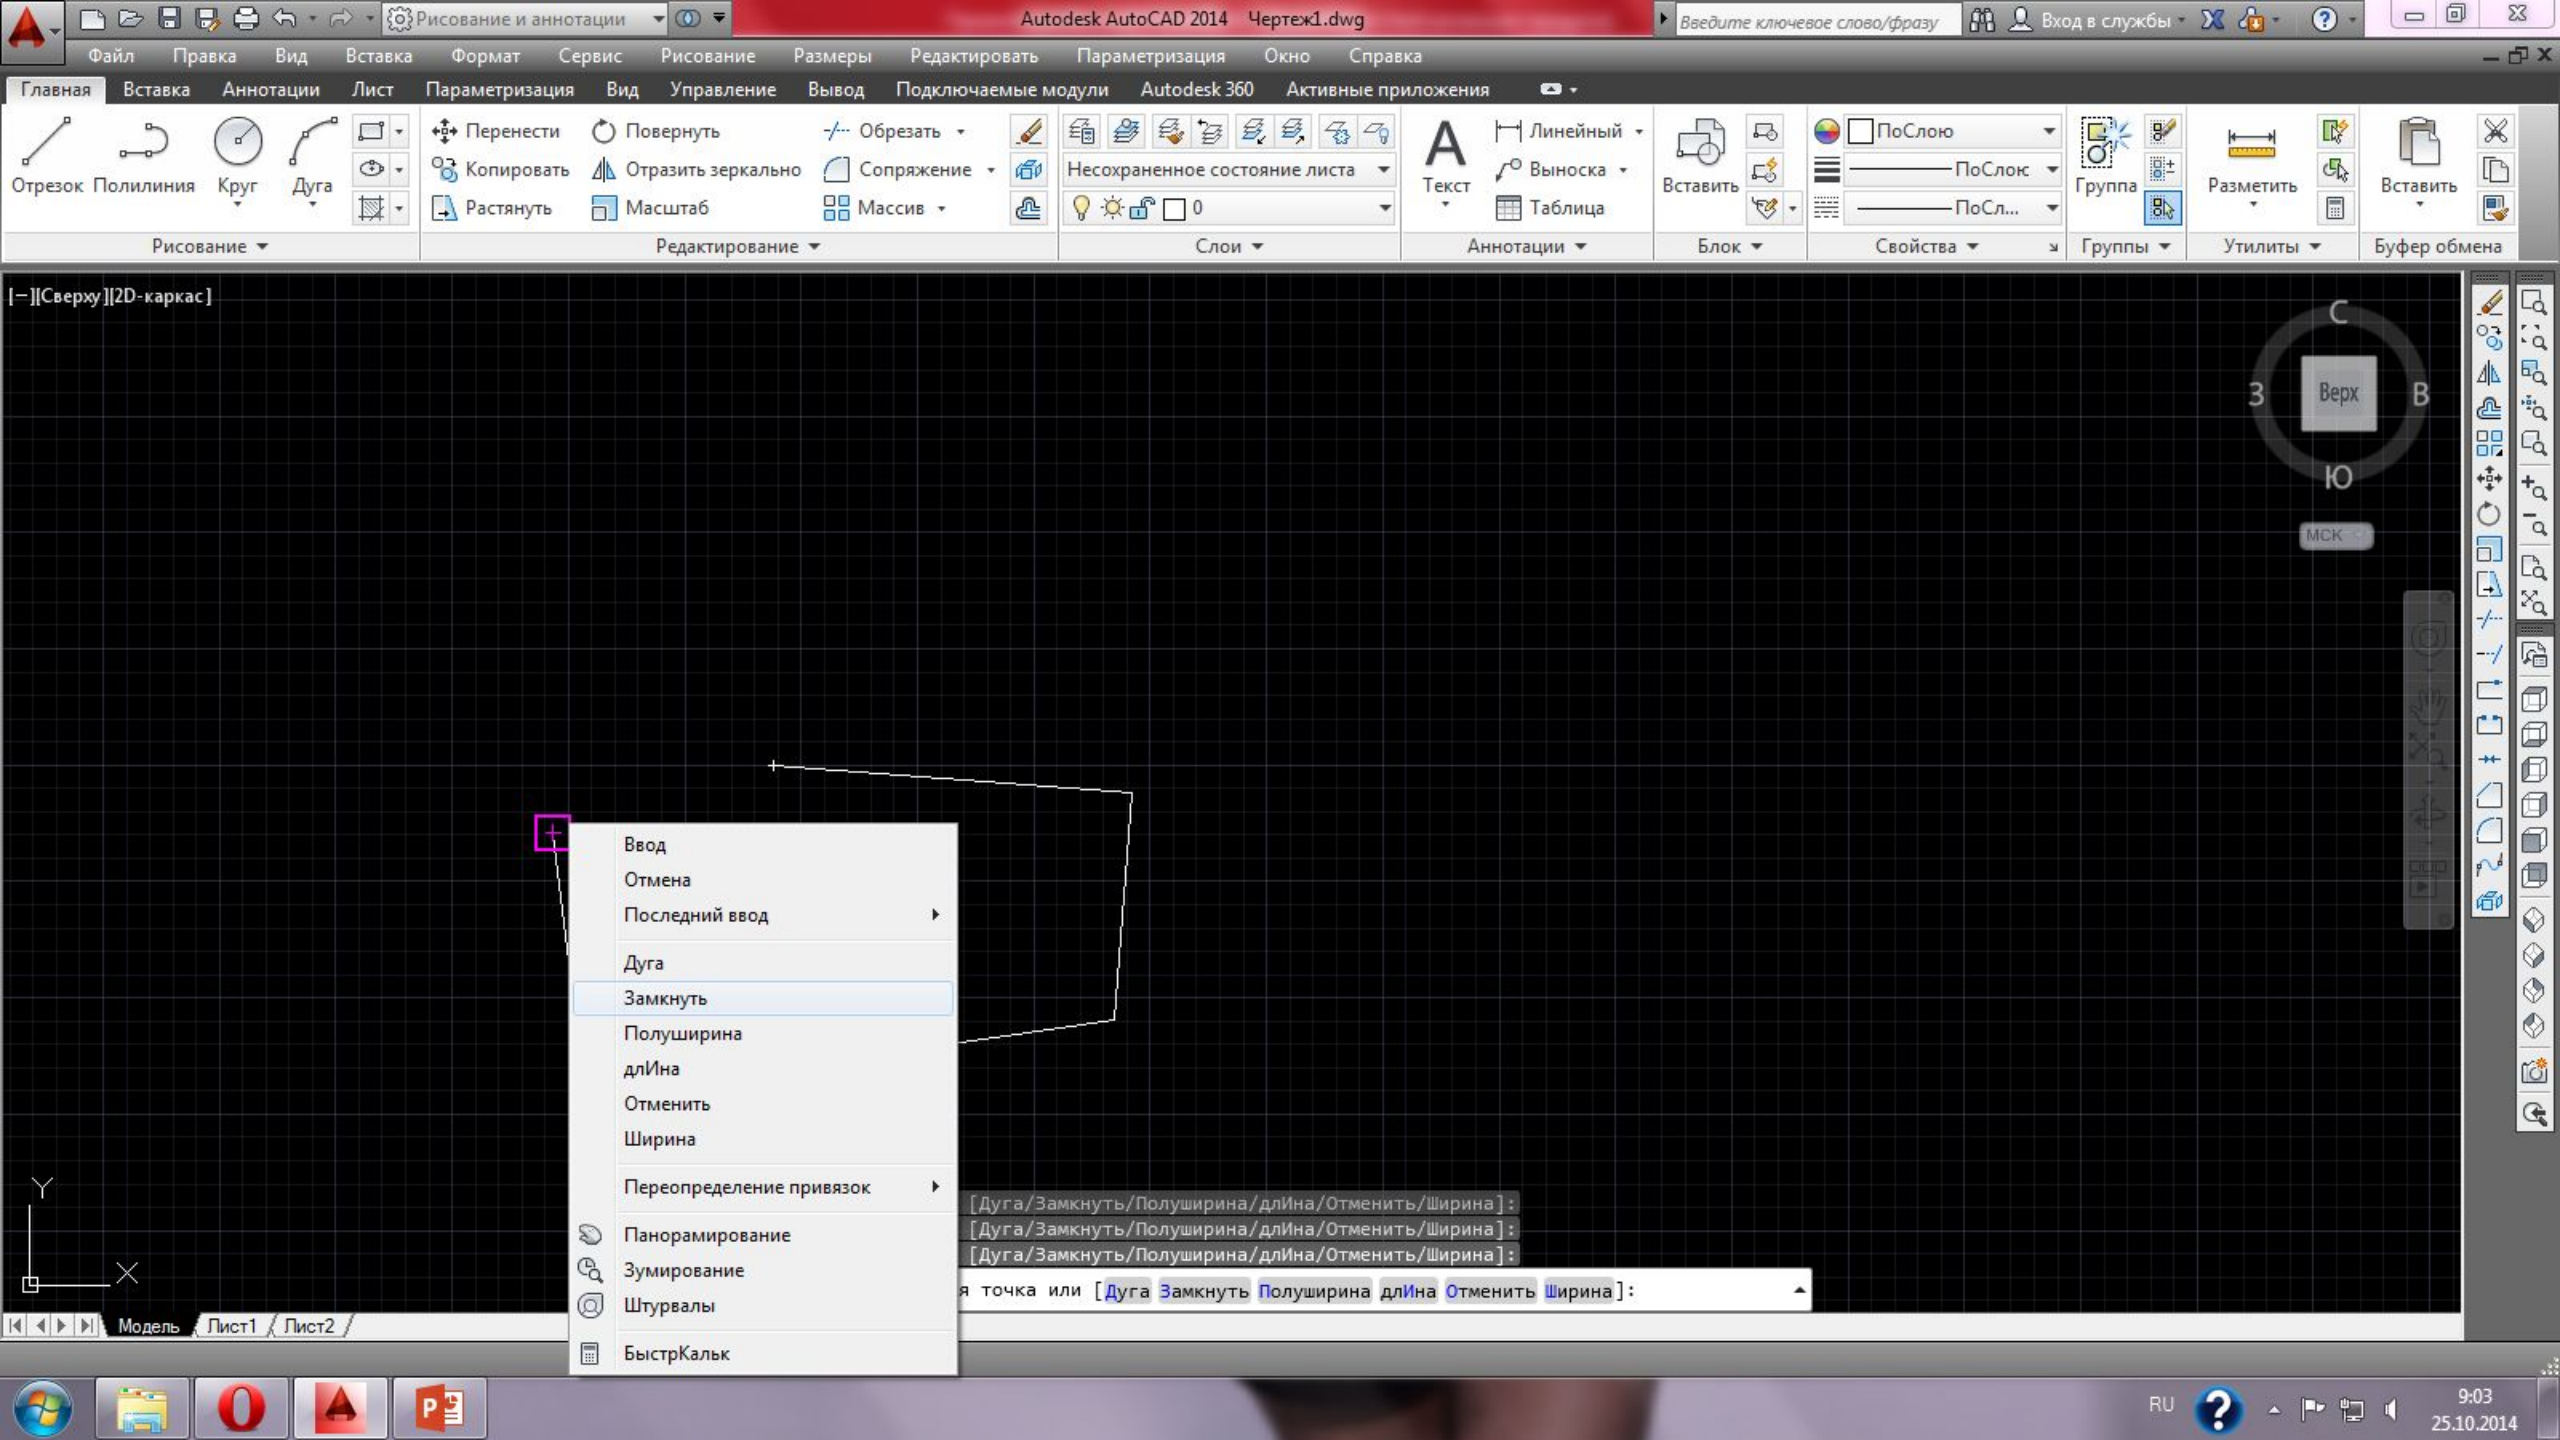 Рисование и аннотации
Autodesk AutoCAD 2014 Чертеж1.dwg
Введите ключевое слово/фразу
Вход в службы
Файл Правка Вид Вставка Формат Сервис Рисование Размеры Редактировать Параметризация Окно Справка
Главная Вставка Аннотации Лист Параметризация Вид Управление Вывод Подключаемые модули Autodesk 360 Активные приложения
Отрезок Полилиния Круг Дуга
Перенести Повернуть Обрезать
Копировать Отразить зеркально Сопряжение
Растянуть Масштаб Массив
Несохраненное состояние листа
0
Текст
Линейный
Выноска
Таблица
Вставить
ПоСлою
ПоСлою
ПоСл...
Группа
Разметить
Вставить
Рисование Редактирование Слои Аннотации Блок Свойства Группы Утилиты Буфер обмена
[−][Сверху][2D-каркас]
С
З Верх В
Ю
МСК
Ввод
Отмена
Последний ввод
Дуга
Замкнуть
Полуширина
длИна
Отменить
Ширина
Переопределение привязок
Панорамирование
Зумирование
Штурвалы
БыстрКальк
Y
X
[Дуга/Замкнуть/Полуширина/длИна/Отменить/Ширина]:
[Дуга/Замкнуть/Полуширина/длИна/Отменить/Ширина]:
[Дуга/Замкнуть/Полуширина/длИна/Отменить/Ширина]:
я точка или [Дуга Замкнуть Полуширина длИна Отменить Ширина]:
Модель Лист1 Лист2
RU
9:03
25.10.2014